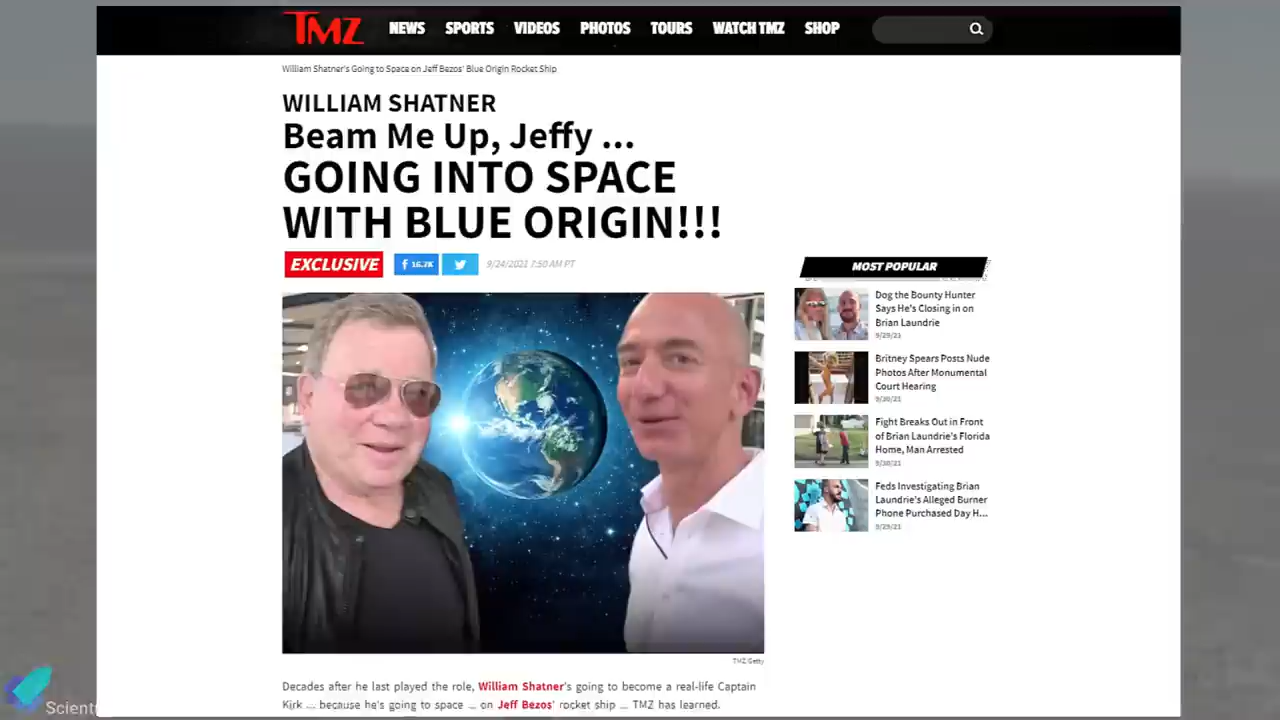 TMZ NEWS SPORTS VIDEOS PHOTOS TOURS WATCH TMZ SHOP
William Shatner's Going to Space on Jeff Bezos' Blue Origin Rocket Ship
WILLIAM SHATNER
Beam Me Up, Jeffy ...
GOING INTO SPACE
WITH BLUE ORIGIN!!!
EXCLUSIVE
16.7K
9/24/2021 7:50 AM PT
TMZ/Getty
Decades after he last played the role, William Shatner's going to become a real-life Captain
Kirk ... because he's going to space ... on Jeff Bezos' rocket ship ... TMZ has learned.
MOST POPULAR
Dog the Bounty Hunter
Says He's Closing in on
Brian Laundrie
9/29/21
Britney Spears Posts Nude
Photos After Monumental
Court Hearing
9/30/21
Fight Breaks Out in Front
of Brian Laundrie's Florida
Home, Man Arrested
9/30/21
Feds Investigating Brian
Laundrie's Alleged Burner
Phone Purchased Day H...
9/29/21